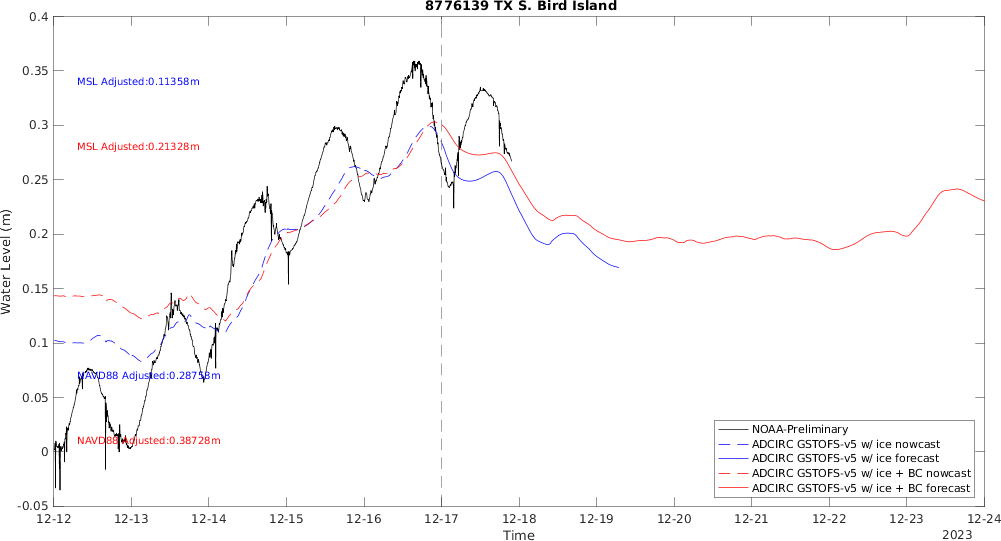 8776139 TX S. Bird Island
0.4
0.35
0.3
0.25
0.2
0.15
0.1
0.05
0
-0.05
Water Level (m)
MSL Adjusted:0.11358m
MSL Adjusted:0.21328m
NAVD88 Adjusted:0.28758m
NAVD88 Adjusted:0.38728m
NOAA-Preliminary
ADCIRC GSTOFS-v5 w/ ice nowcast
ADCIRC GSTOFS-v5 w/ ice forecast
ADCIRC GSTOFS-v5 w/ ice + BC nowcast
ADCIRC GSTOFS-v5 w/ ice + BC forecast
12-12 12-13 12-14 12-15 12-16 12-17 12-18 12-19 12-20 12-21 12-22 12-23 12-24
Time
2023